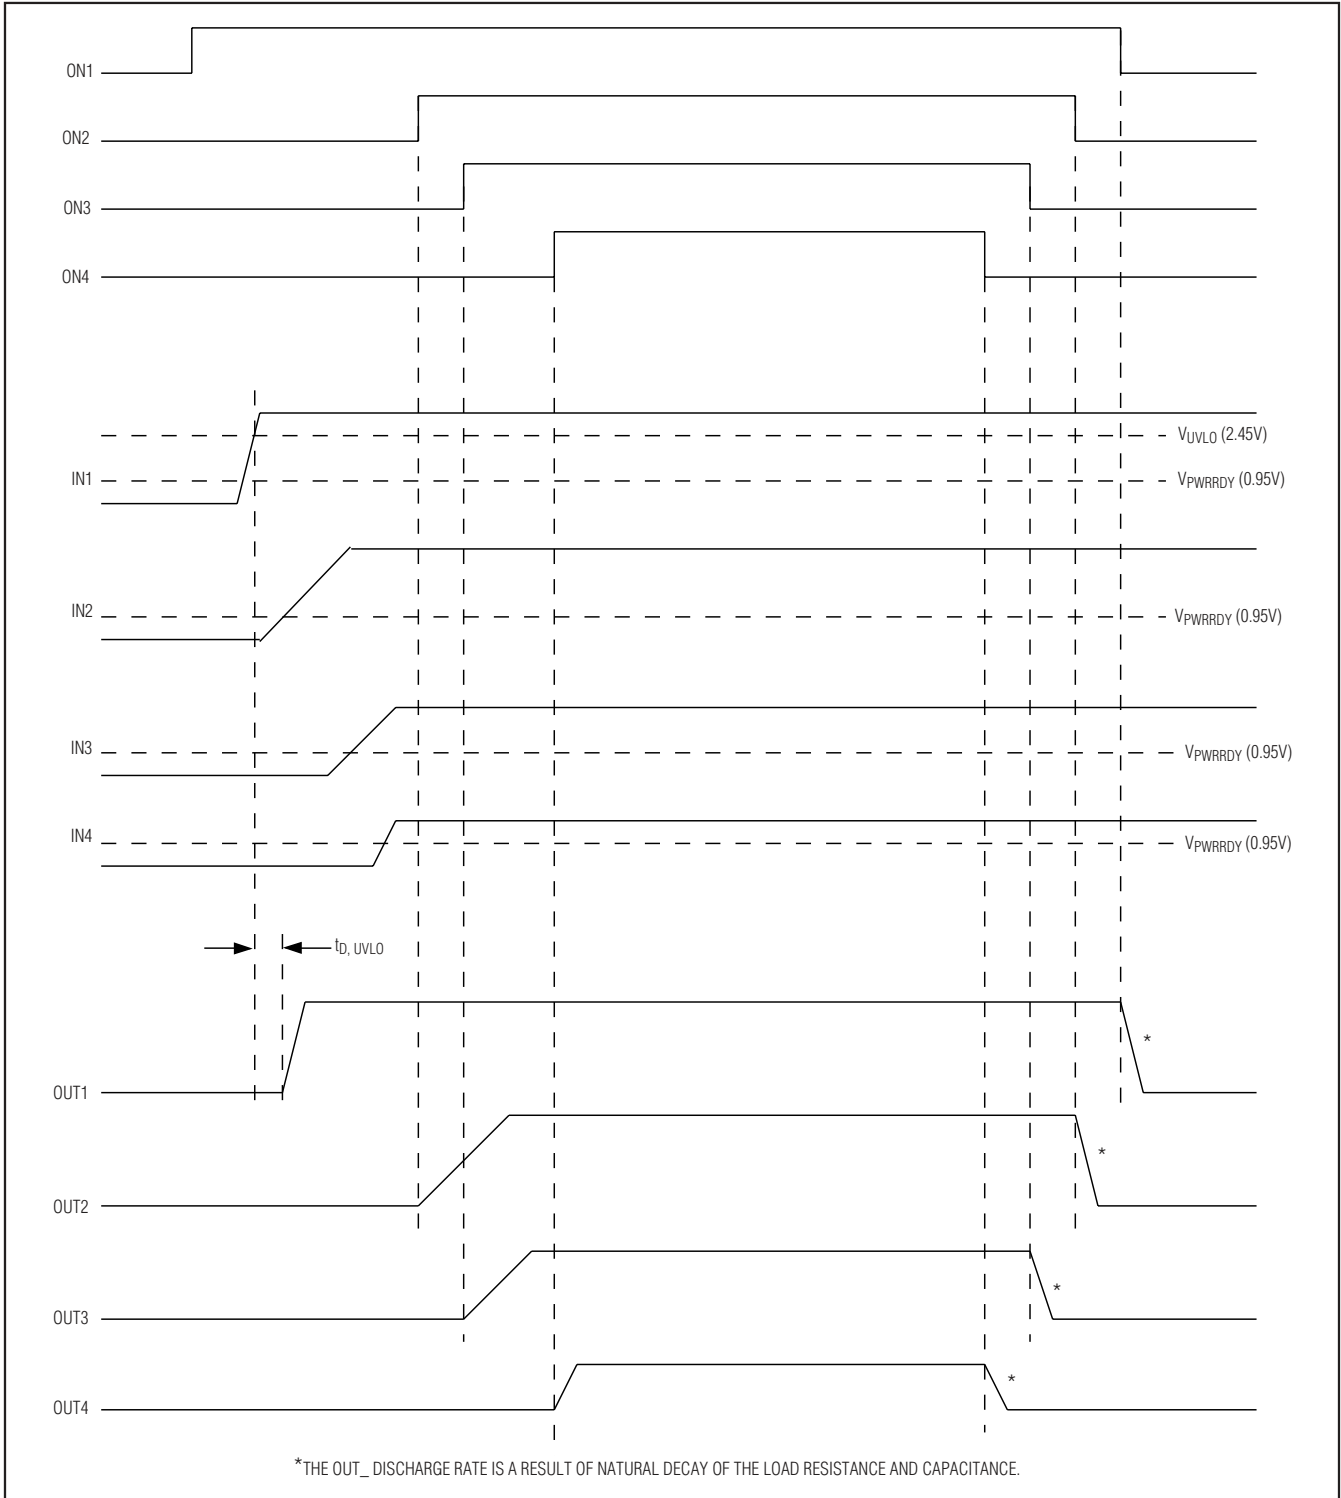 ON1
ON2
ON3
ON4
VUVLO (2.45V)
IN1
VPWRRDY (0.95V)
IN2
VPWRRDY (0.95V)
IN3
VPWRRDY (0.95V)
IN4
VPWRRDY (0.95V)
tD, UVLO
*
OUT1
*
OUT2
*
OUT3
*
OUT4
*THE OUT_ DISCHARGE RATE IS A RESULT OF NATURAL DECAY OF THE LOAD RESISTANCE AND CAPACITANCE.